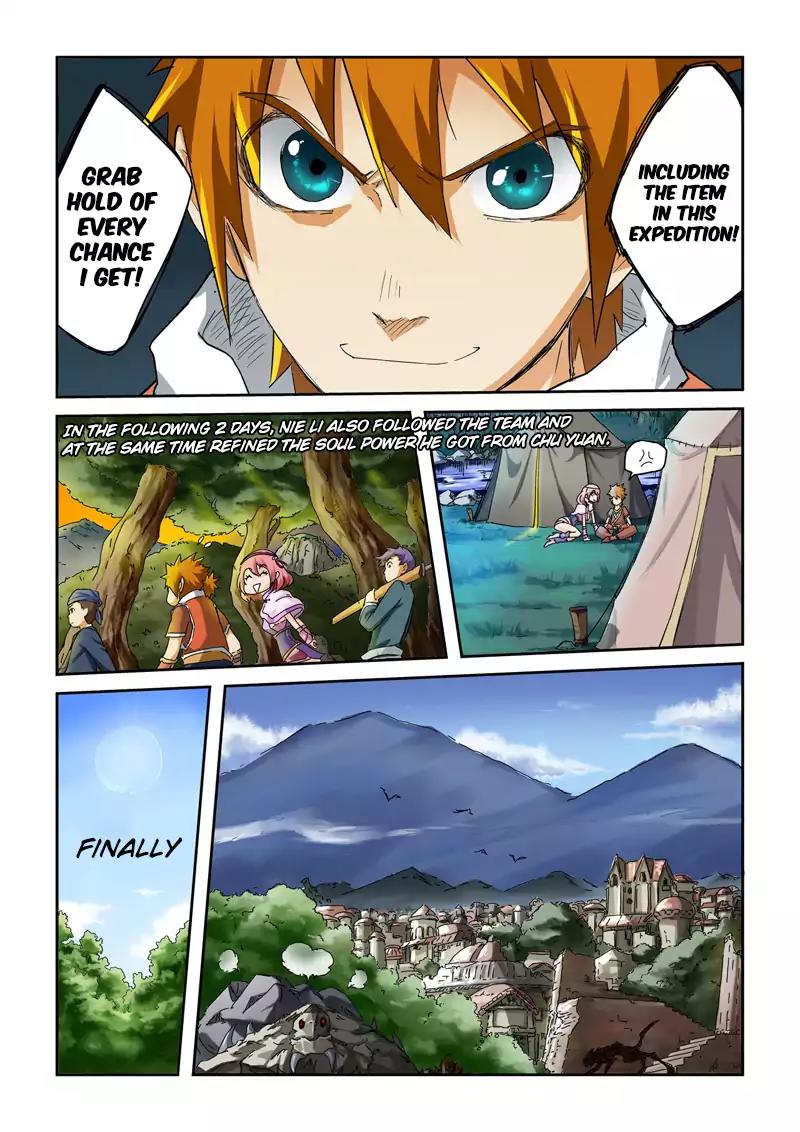 GRAB
HOLD OF
EVERY
CHANCE
I GET!
INCLUDING
THE ITEM
IN THIS
EXPEDITION!
IN THE FOLLOWING 2 DAYS, NIE LI ALSO FOLLOWED THE TEAM AND
AT THE SAME TIME REFINED THE SOUL POWER HE GOT FROM CHU YUAN.
FINALLY